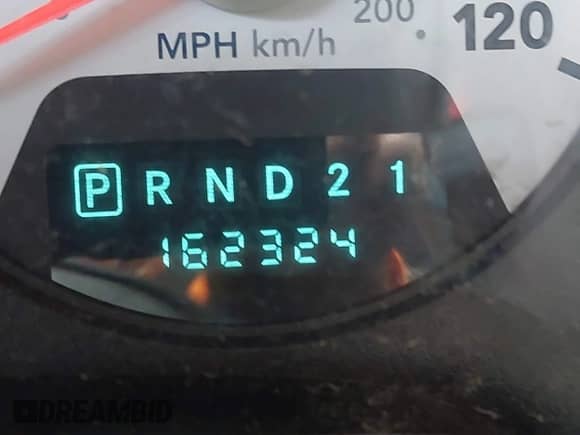 200
MPH km/h 120
P R N D 2 1
162324
DREAMBID